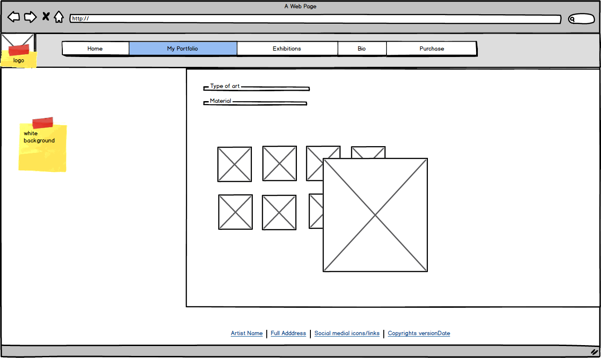 A Web Page
http://
logo
Home My Portfolio Exhibitions Bio Purchase
Type of art
Material
white
background
Artist Name | Full Adddress | Social medial icons/links | Copyrights versionDate